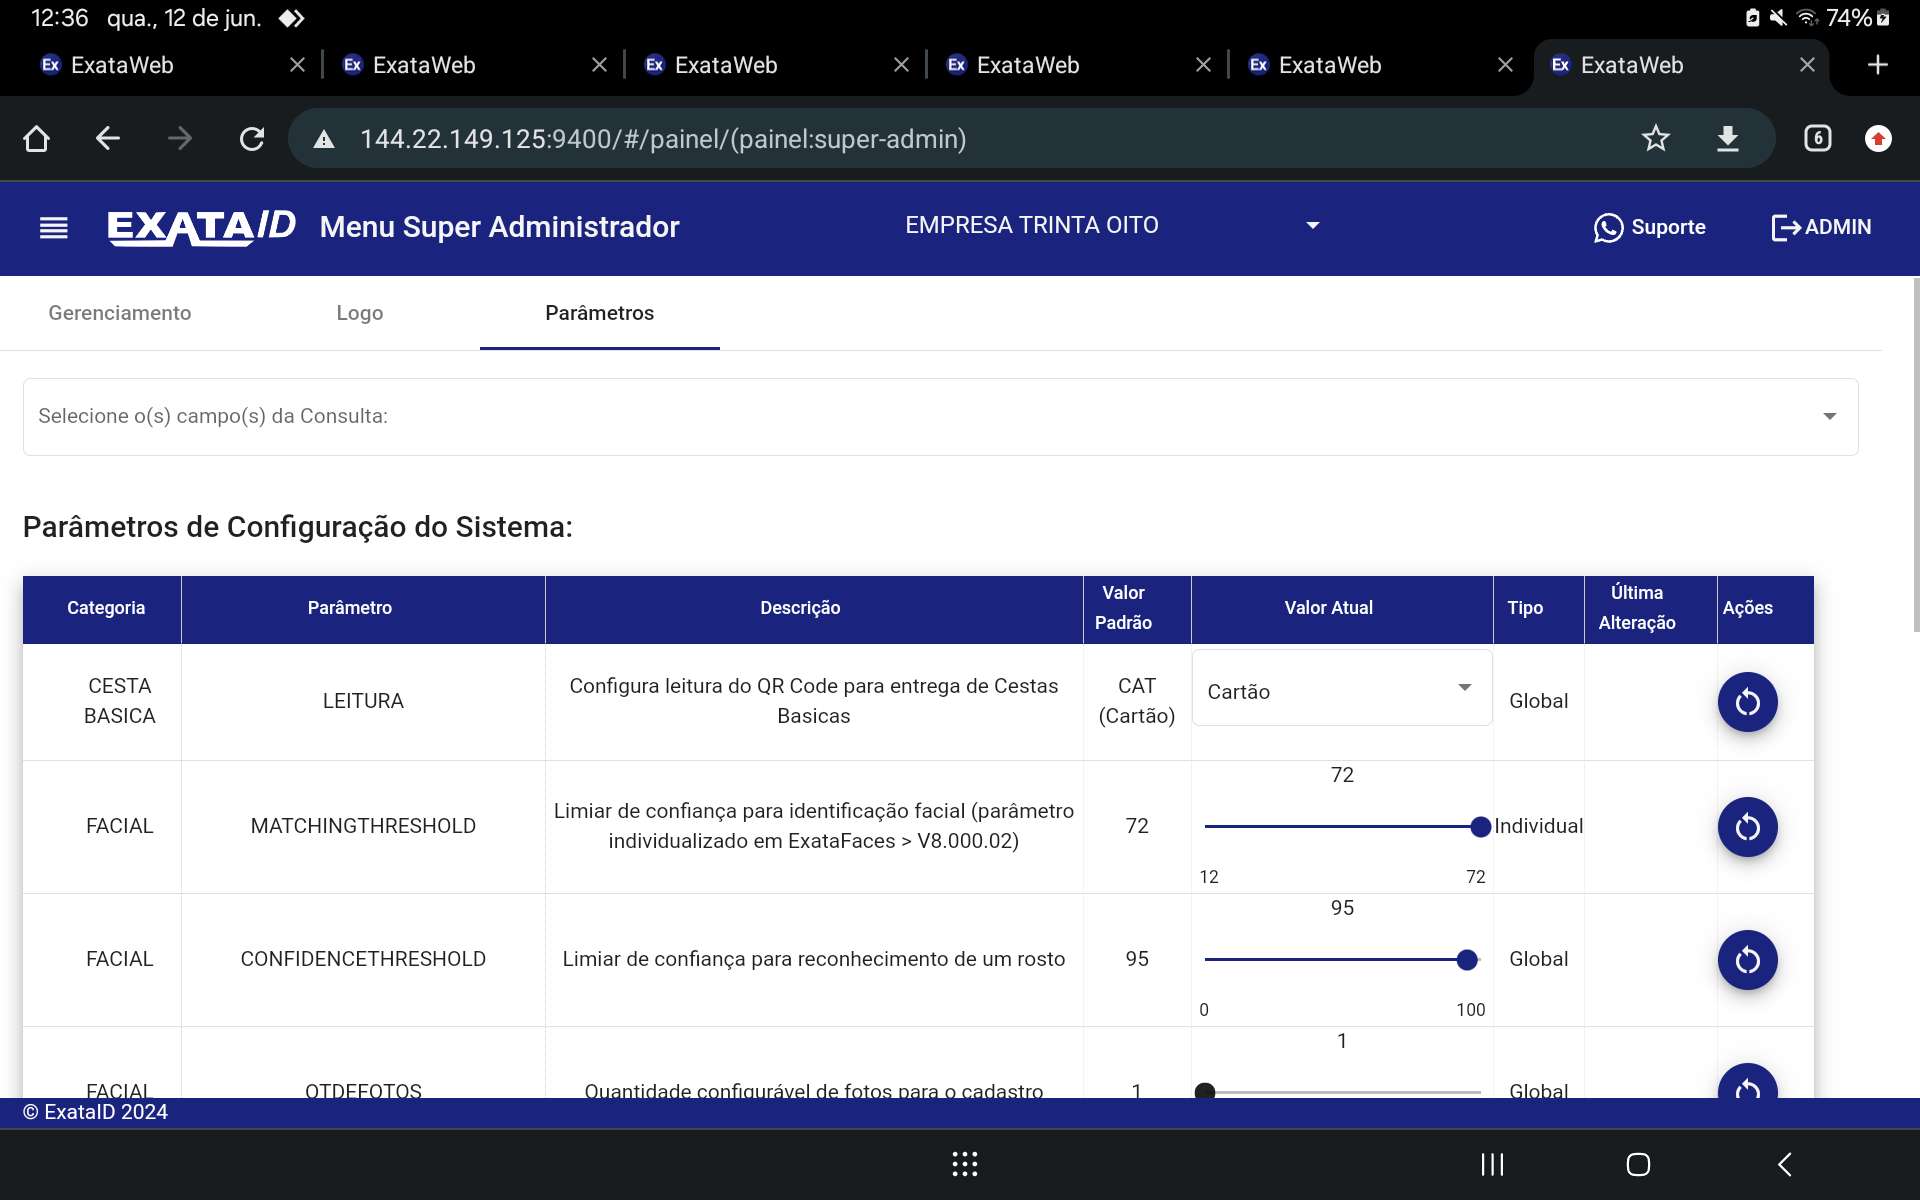 12:36 qua., 12 de jun. 74%
Ex ExataWeb Ex ExataWeb Ex ExataWeb Ex ExataWeb Ex ExataWeb Ex ExataWeb
144.22.149.125:9400/#/painel/(painel:super-admin) 6
EXATAID Menu Super Administrador EMPRESA TRINTA OITO Suporte ADMIN
Gerenciamento Logo Parâmetros
Selecione o(s) campo(s) da Consulta:
Parâmetros de Configuração do Sistema:
Categoria Parâmetro Descrição Valor Padrão Valor Atual Tipo Última Alteração Ações
CESTA BASICA LEITURA Configura leitura do QR Code para entrega de Cestas Basicas CAT (Cartão) Cartão Global
72
FACIAL MATCHINGTHRESHOLD Limiar de confiança para identificação facial (parâmetro individualizado em ExataFaces > V8.000.02) 72 Individual
12 72
95
FACIAL CONFIDENCETHRESHOLD Limiar de confiança para reconhecimento de um rosto 95 Global
0 100
1
FACIAL QTDEFOTOS Quantidade configurável de fotos para o cadastro 1 Global
© ExataID 2024